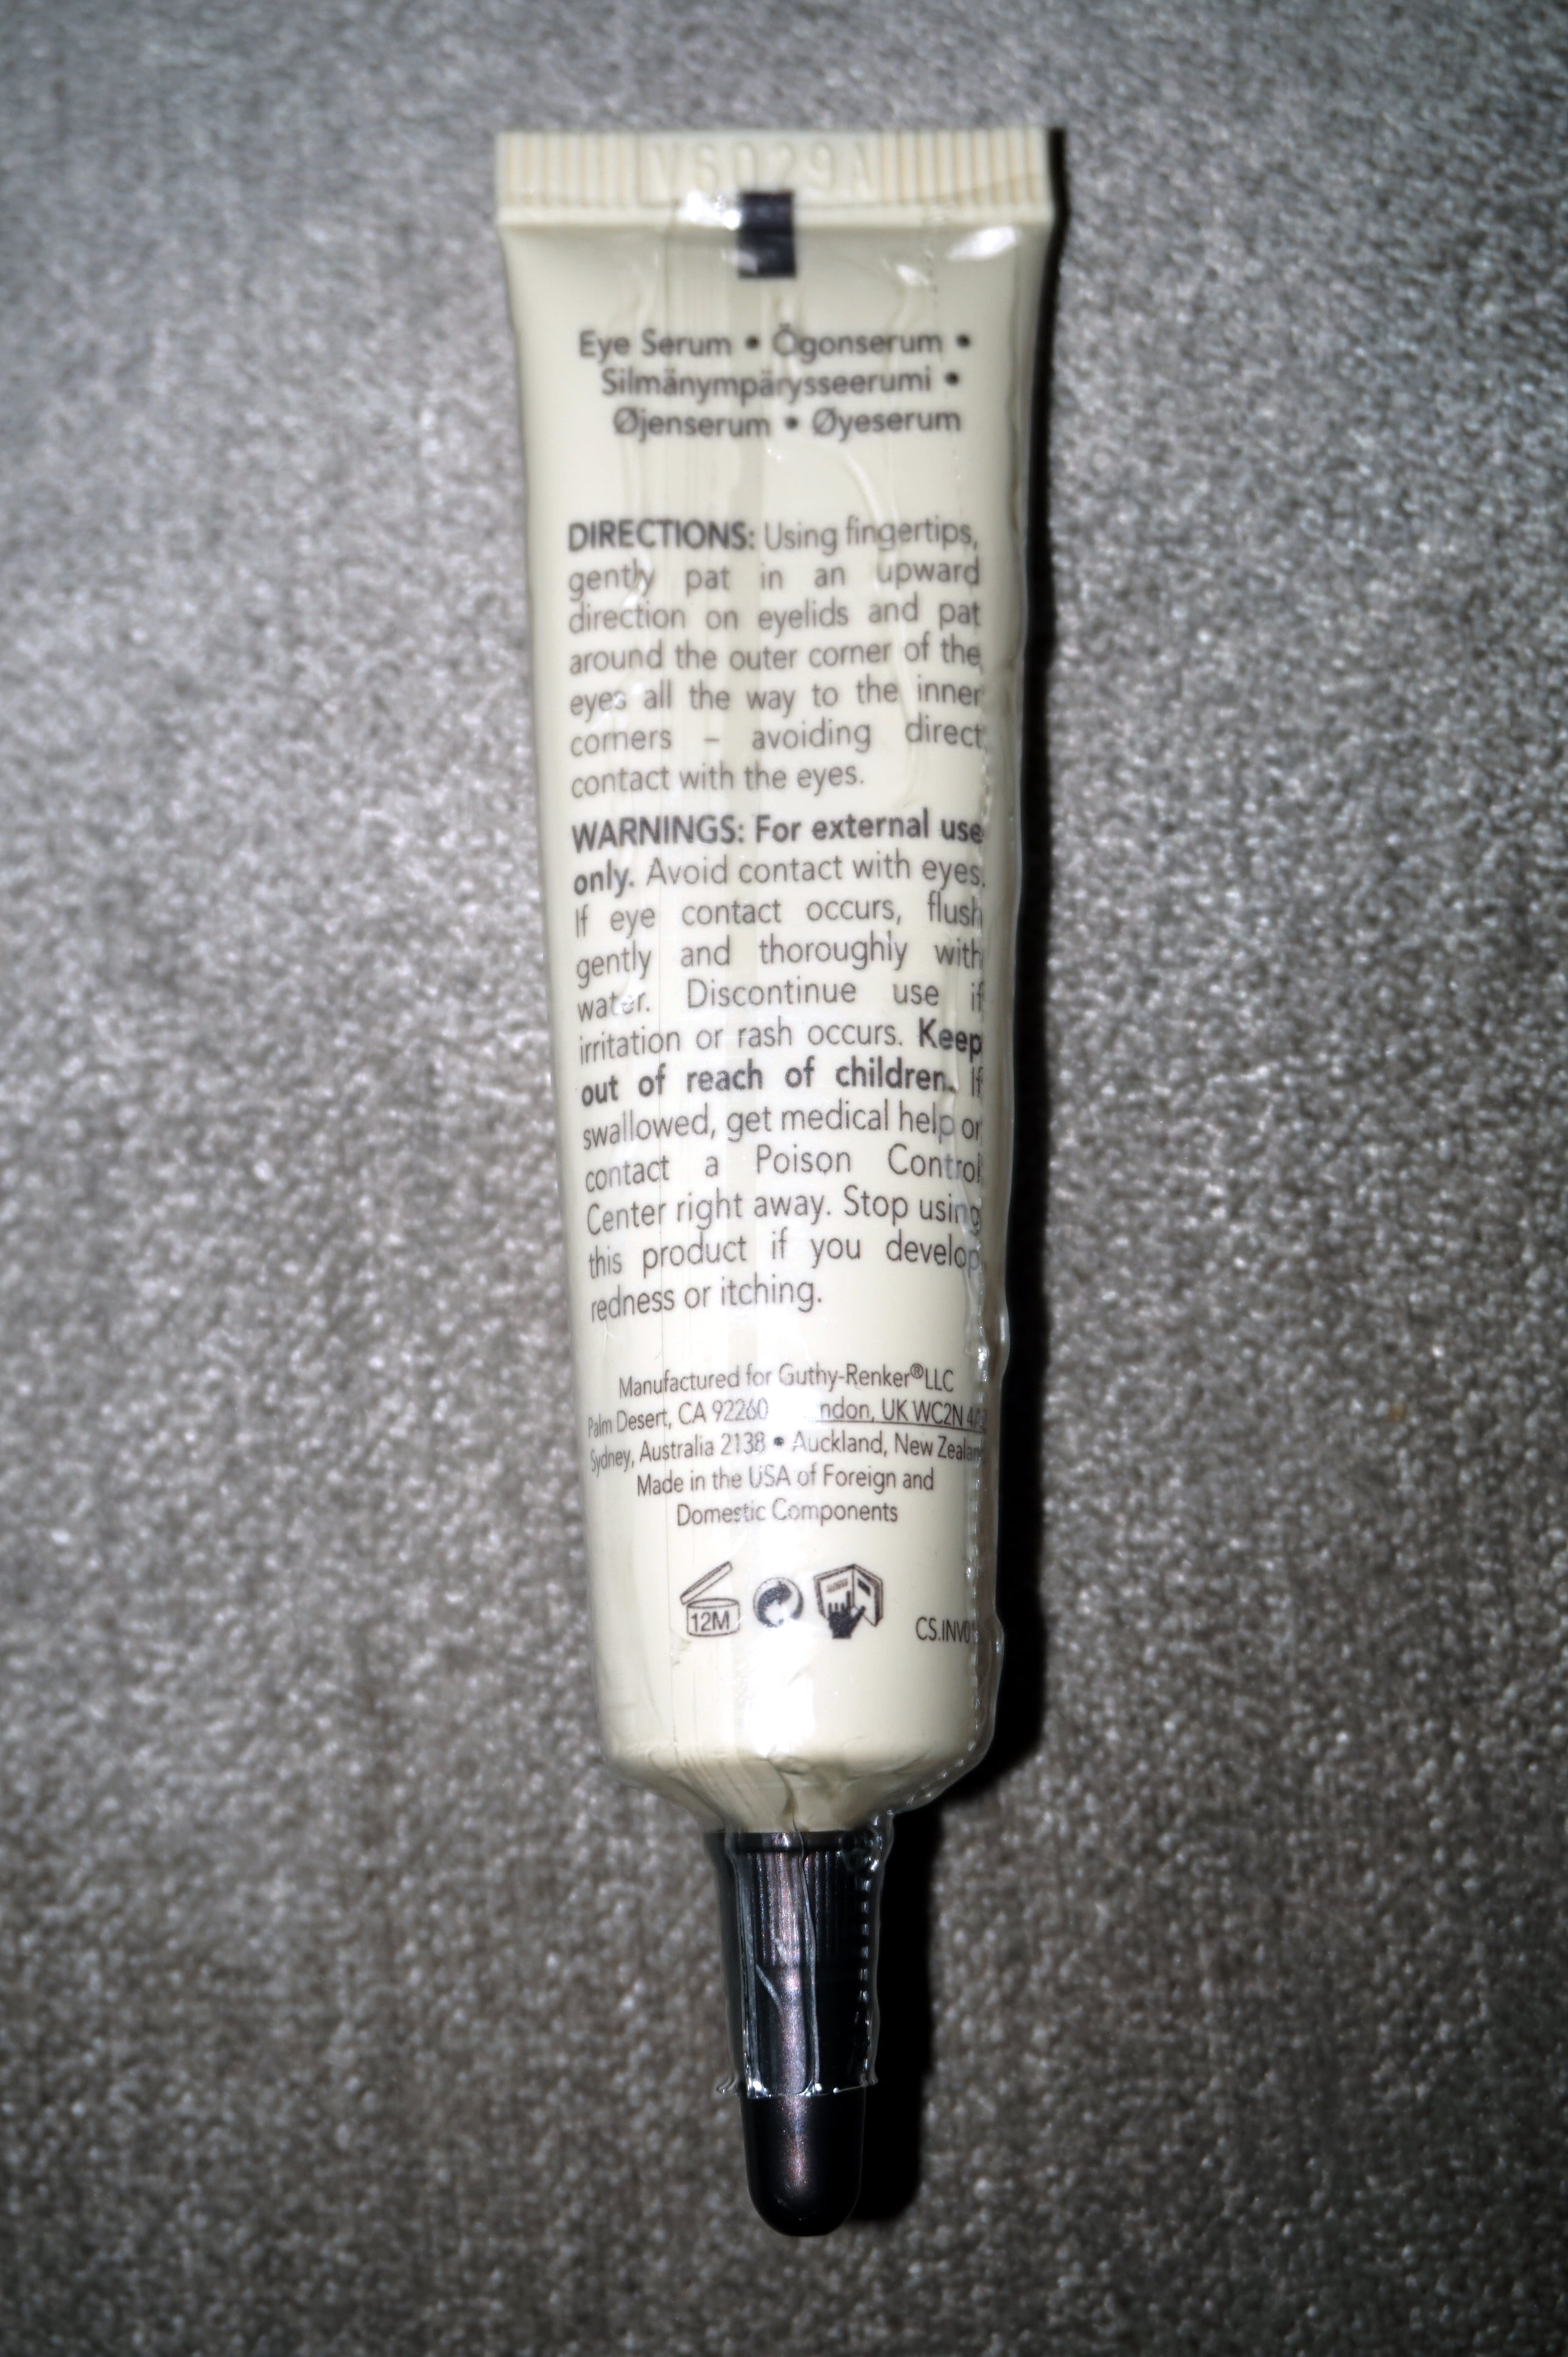 V6029A
Eye Serum • Ögonserum •
Silmänympärysseerumi •
Øjenserum • Øyeserum
DIRECTIONS: Using fingertips,
gently pat in an upward
direction on eyelids and pat
around the outer corner of the
eyes all the way to the inner
corners – avoiding direct
contact with the eyes.
WARNINGS: For external use
only. Avoid contact with eyes.
If eye contact occurs, flush
gently and thoroughly with
water. Discontinue use if
irritation or rash occurs. Keep
out of reach of children. If
swallowed, get medical help or
contact a Poison Control
Center right away. Stop using
this product if you develop
redness or itching.
Manufactured for Guthy-Renker®LLC
Palm Desert, CA 92260 ndon, UK WC2N
Sydney, Australia 2138 • Auckland, New Zealan
Made in the USA of Foreign and
Domestic Components
12M